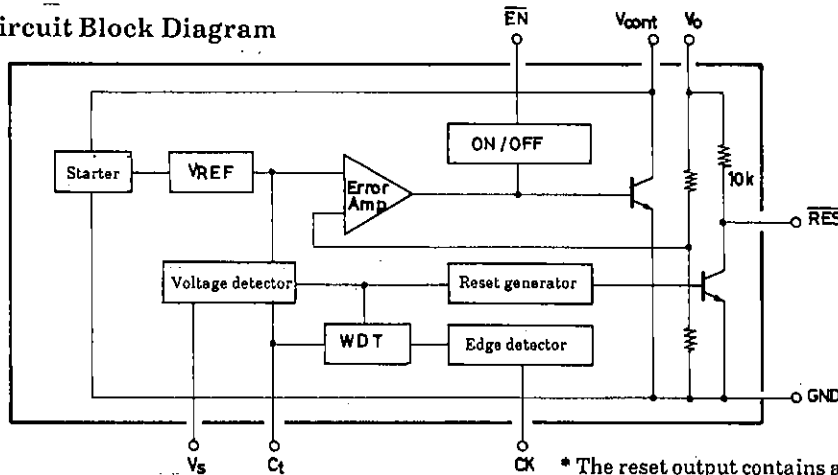 ircuit Block Diagram
EN
Vcont
Vo
ON/OFF
Starter
VREF
Error
Amp
10k
RES
Voltage detector
Reset generator
WDT
Edge detector
GND
Vs
Ct
CK
* The reset output contains a